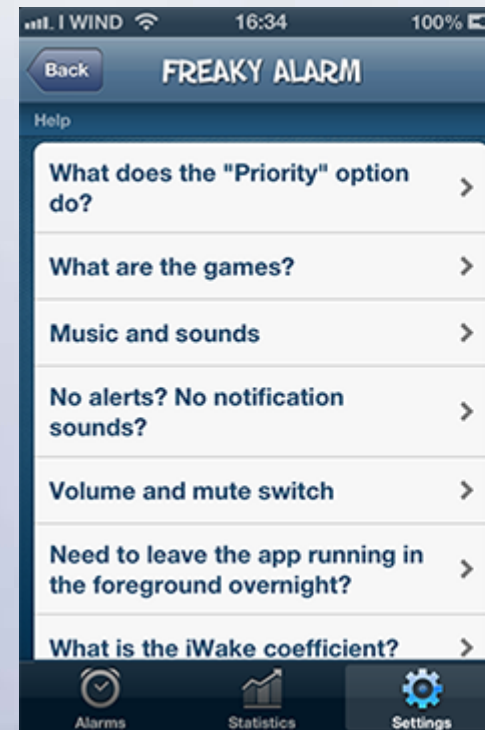 I WIND 16:34 100%
Back FREAKY ALARM
Help
What does the "Priority" option
do?
What are the games?
Music and sounds
No alerts? No notification
sounds?
Volume and mute switch
Need to leave the app running in
the foreground overnight?
What is the iWake coefficient?
Alarms Statistics Settings